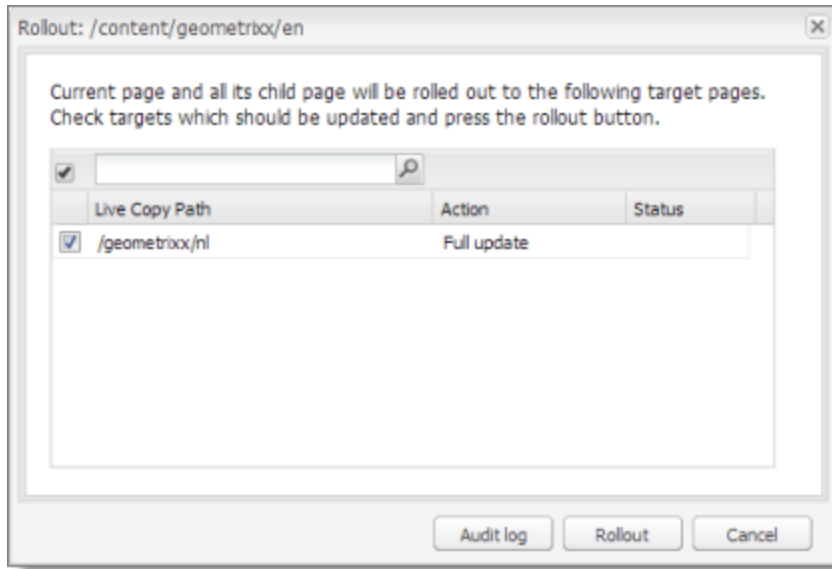 Rollout: /content/geometrixx/en
Current page and all its child page will be rolled out to the following target pages.
Check targets which should be updated and press the rollout button.
Live Copy Path Action Status
/geometrixx/nl Full update
Audit log Rollout Cancel